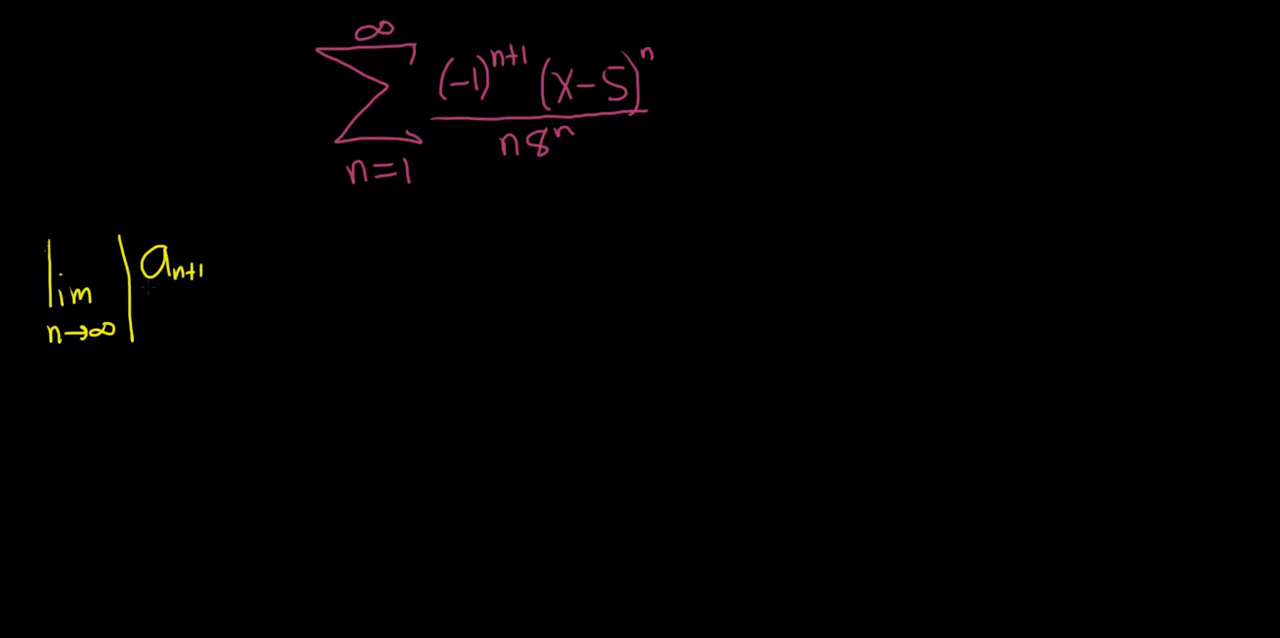 ∞
∑ (-1)^{n+1} (x-5)^n
n8^n
n=1
lim | a_{n+1}
n→∞